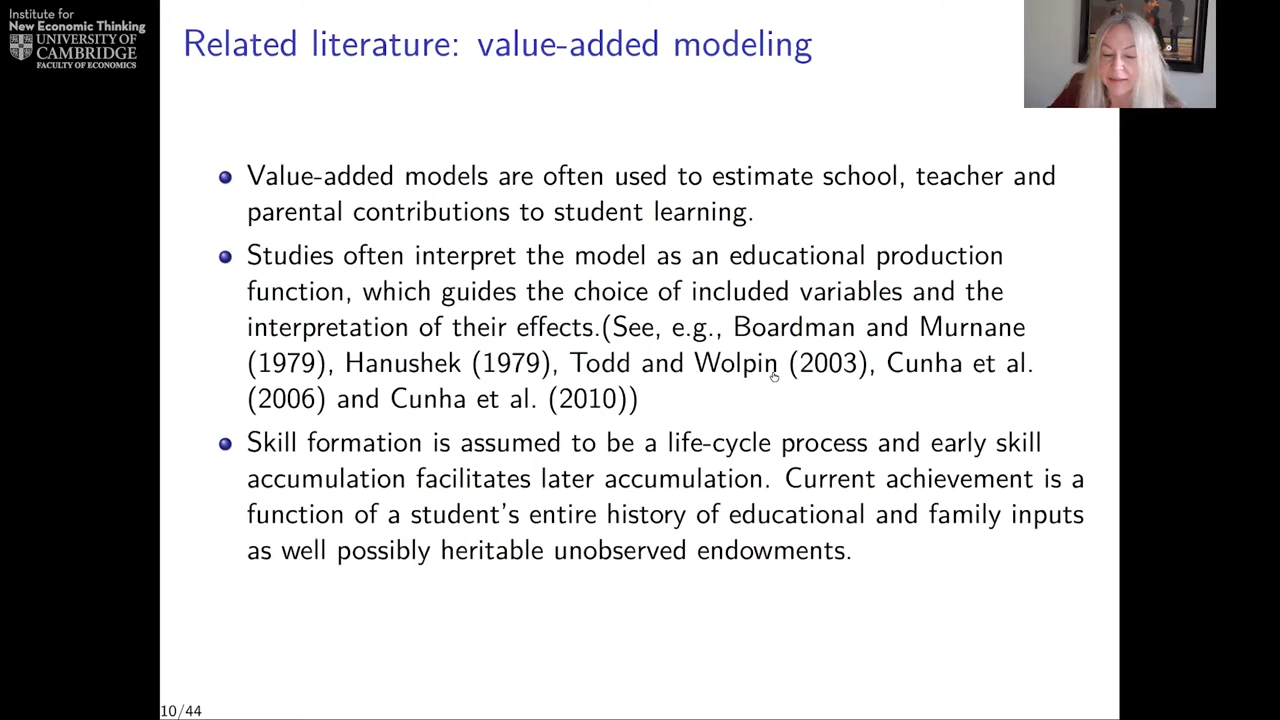 Institute for
New Economic Thinking
UNIVERSITY OF
CAMBRIDGE
FACULTY OF ECONOMICS
Related literature: value-added modeling
Value-added models are often used to estimate school, teacher and
parental contributions to student learning.
Studies often interpret the model as an educational production
function, which guides the choice of included variables and the
interpretation of their effects.(See, e.g., Boardman and Murnane
(1979), Hanushek (1979), Todd and Wolpin (2003), Cunha et al.
(2006) and Cunha et al. (2010))
Skill formation is assumed to be a life-cycle process and early skill
accumulation facilitates later accumulation. Current achievement is a
function of a student's entire history of educational and family inputs
as well possibly heritable unobserved endowments.
10/44